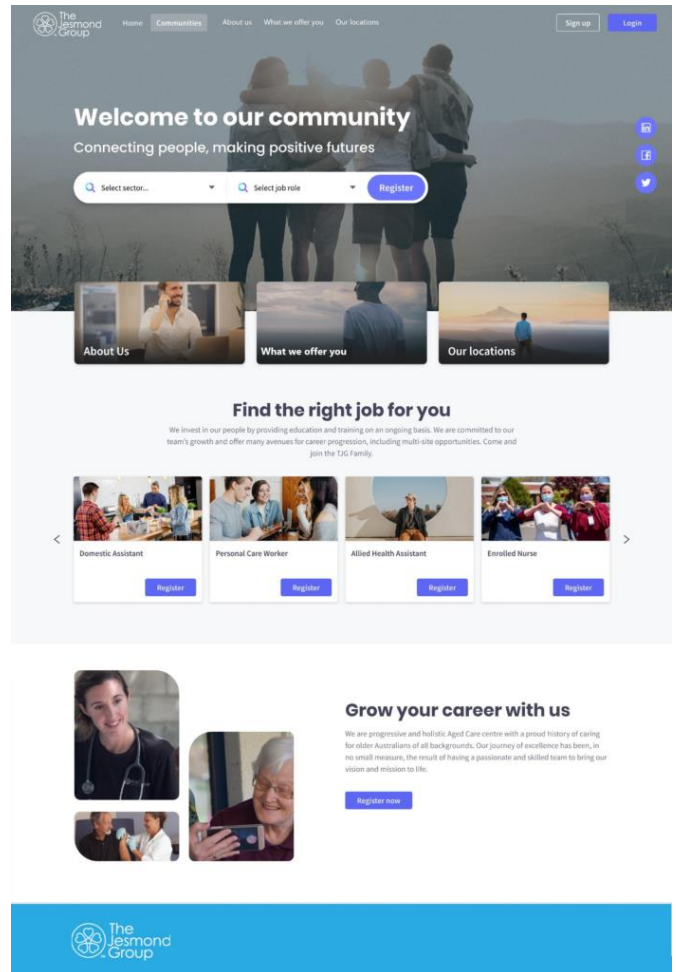 The
Jesmond
Group
Home
Communities
About us
What we offer you
Our locations
Sign up
Login
Welcome to our community
Connecting people, making positive futures
Select sector...
Select job role
Register
About Us
What we offer you
Our locations
Find the right job for you
We invest in our people by providing education and training on an ongoing basis. We are committed to our
team's growth and offer many avenues for career progression, including multi-site opportunities. Come and
join the TJG Family.
Domestic Assistant
Personal Care Worker
Allied Health Assistant
Enrolled Nurse
Register
Register
Register
Register
Grow your career with us
We are progressive and holistic Aged Care centre with a proud history of caring
for older Australians of all backgrounds. Our journey of excellence has been, in
no small measure, the result of having a passionate and skilled team to bring our
vision and mission to life.
Register now
The
Jesmond
Group